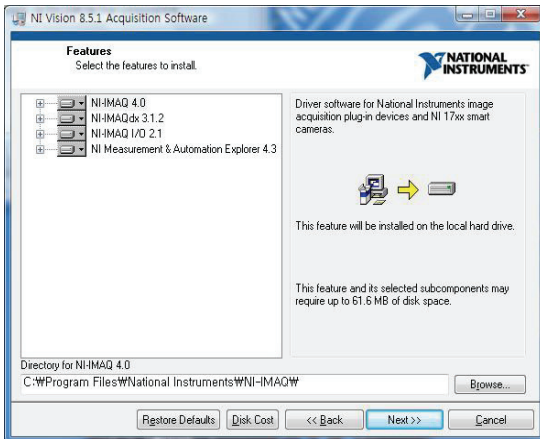 NI Vision 8.5.1 Acquisition Software
Features
Select the features to install.
NATIONAL
INSTRUMENTS
NI-IMAQ 4.0
NI-IMAQdx 3.1.2
NI-IMAQ I/O 2.1
NI Measurement & Automation Explorer 4.3
Driver software for National Instruments image
acquisition plug-in devices and NI 17xx smart
cameras.
This feature will be installed on the local hard drive.
This feature and its selected subcomponents may
require up to 61.6 MB of disk space.
Directory for NI-IMAQ 4.0
C:₩Program Files₩National Instruments₩NI-IMAQ₩
Browse...
Restore Defaults
Disk Cost
<< Back
Next >>
Cancel